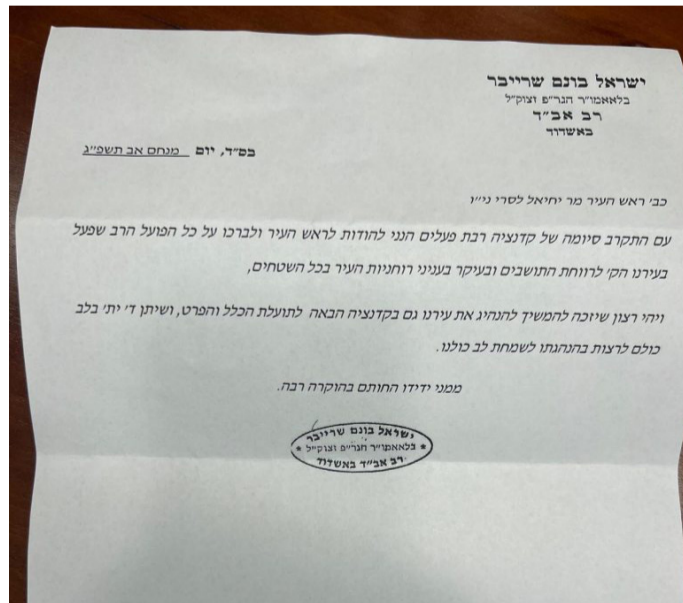 ישראל בונם שרייבר
בלאאמו״ר הגר״פ זצוק״ל
רב אב״ד
באשדוד
בס״ד, יום מנחם אב תשפ״ג
כב׳ ראש העיר מר יחיאל לסרי ני״ו
עם התקרב סיומה של קדנציה רבת פעלים הנני להודות לראש העיר ולברכו על כל הפועל הרב שפעל
בעירנו הק׳ לרווחת התושבים ובעיקר בעניני רוחניות העיר בכל השטחים,
ויהי רצון שיזכה להמשיך להנהיג את עירנו גם בקדנציה הבאה לתועלת הכלל והפרט, ושיתן ד׳ ית׳ בלב
כולם לרצות בהנהגתו לשמחת לב כולנו.
ממני ידידו החותם בהוקרה רבה.
ישראל בונם שרייבר
* בלאאמו״ר הגר״פ זצוק״ל *
רב אב״ד באשדוד